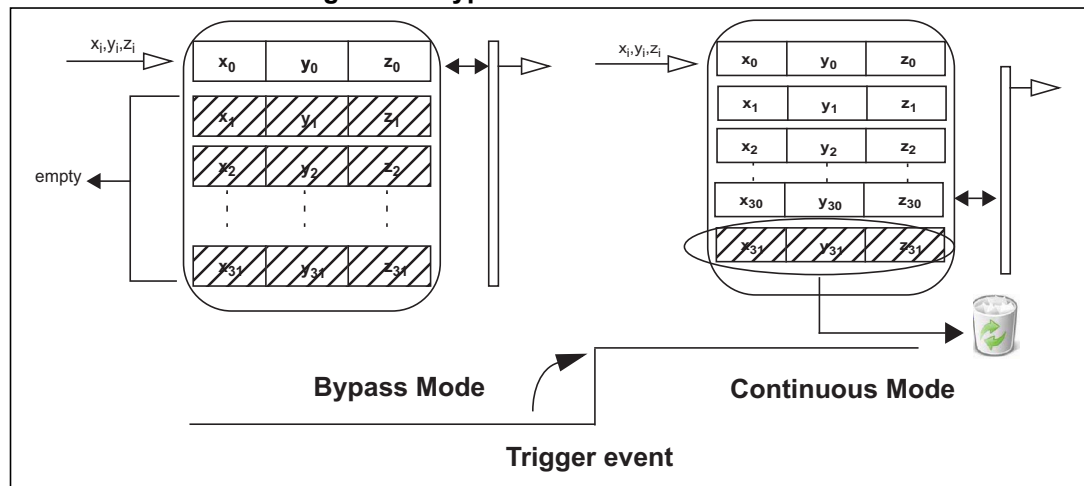 xᵢ,yᵢ,zᵢ
x₀ y₀ z₀
x₁ y₁ z₁
x₂ y₂ z₂
x₃₁ y₃₁ z₃₁
empty
xᵢ,yᵢ,zᵢ
x₀ y₀ z₀
x₁ y₁ z₁
x₂ y₂ z₂
x₃₀ y₃₀ z₃₀
x₃₁ y₃₁ z₃₁
Bypass Mode
Continuous Mode
Trigger event